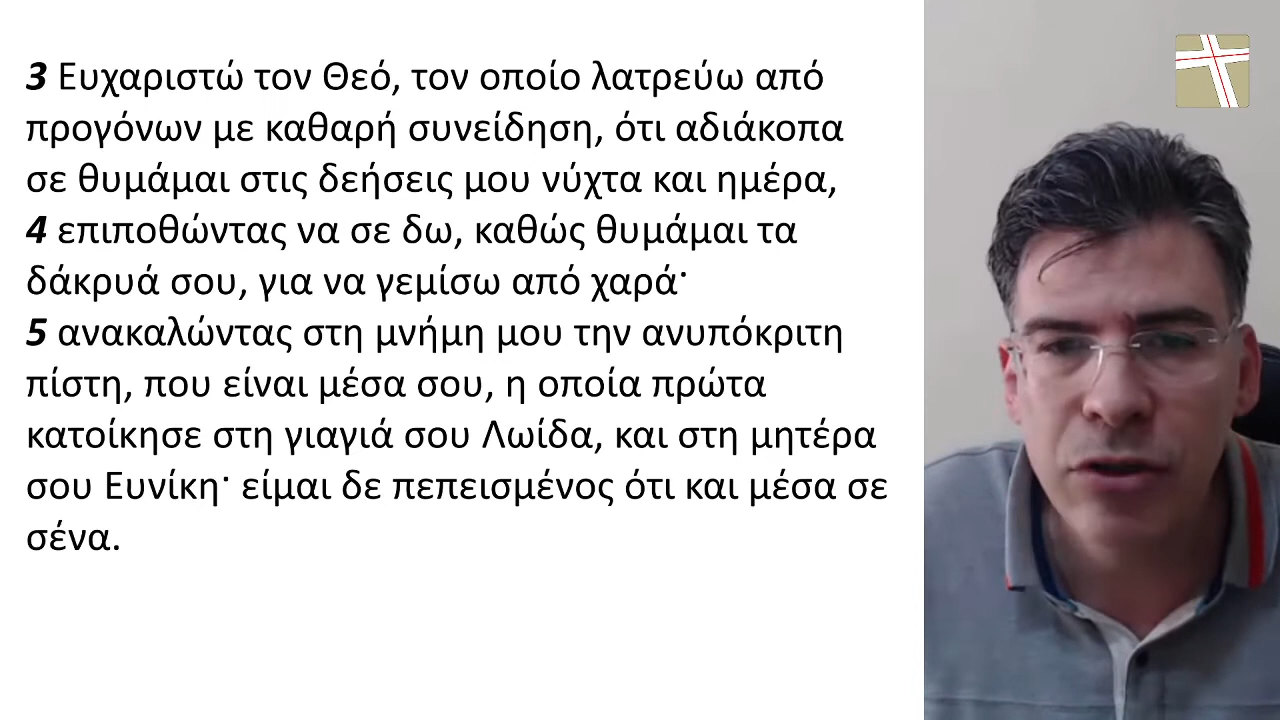 3 Ευχαριστώ τον Θεό, τον οποίο λατρεύω από
προγόνων με καθαρή συνείδηση, ότι αδιάκοπα
σε θυμάμαι στις δεήσεις μου νύχτα και ημέρα,
4 επιποθώντας να σε δω, καθώς θυμάμαι τα
δάκρυά σου, για να γεμίσω από χαρά·
5 ανακαλώντας στη μνήμη μου την ανυπόκριτη
πίστη, που είναι μέσα σου, η οποία πρώτα
κατοίκησε στη γιαγιά σου Λωίδα, και στη μητέρα
σου Ευνίκη· είμαι δε πεπεισμένος ότι και μέσα σε
σένα.